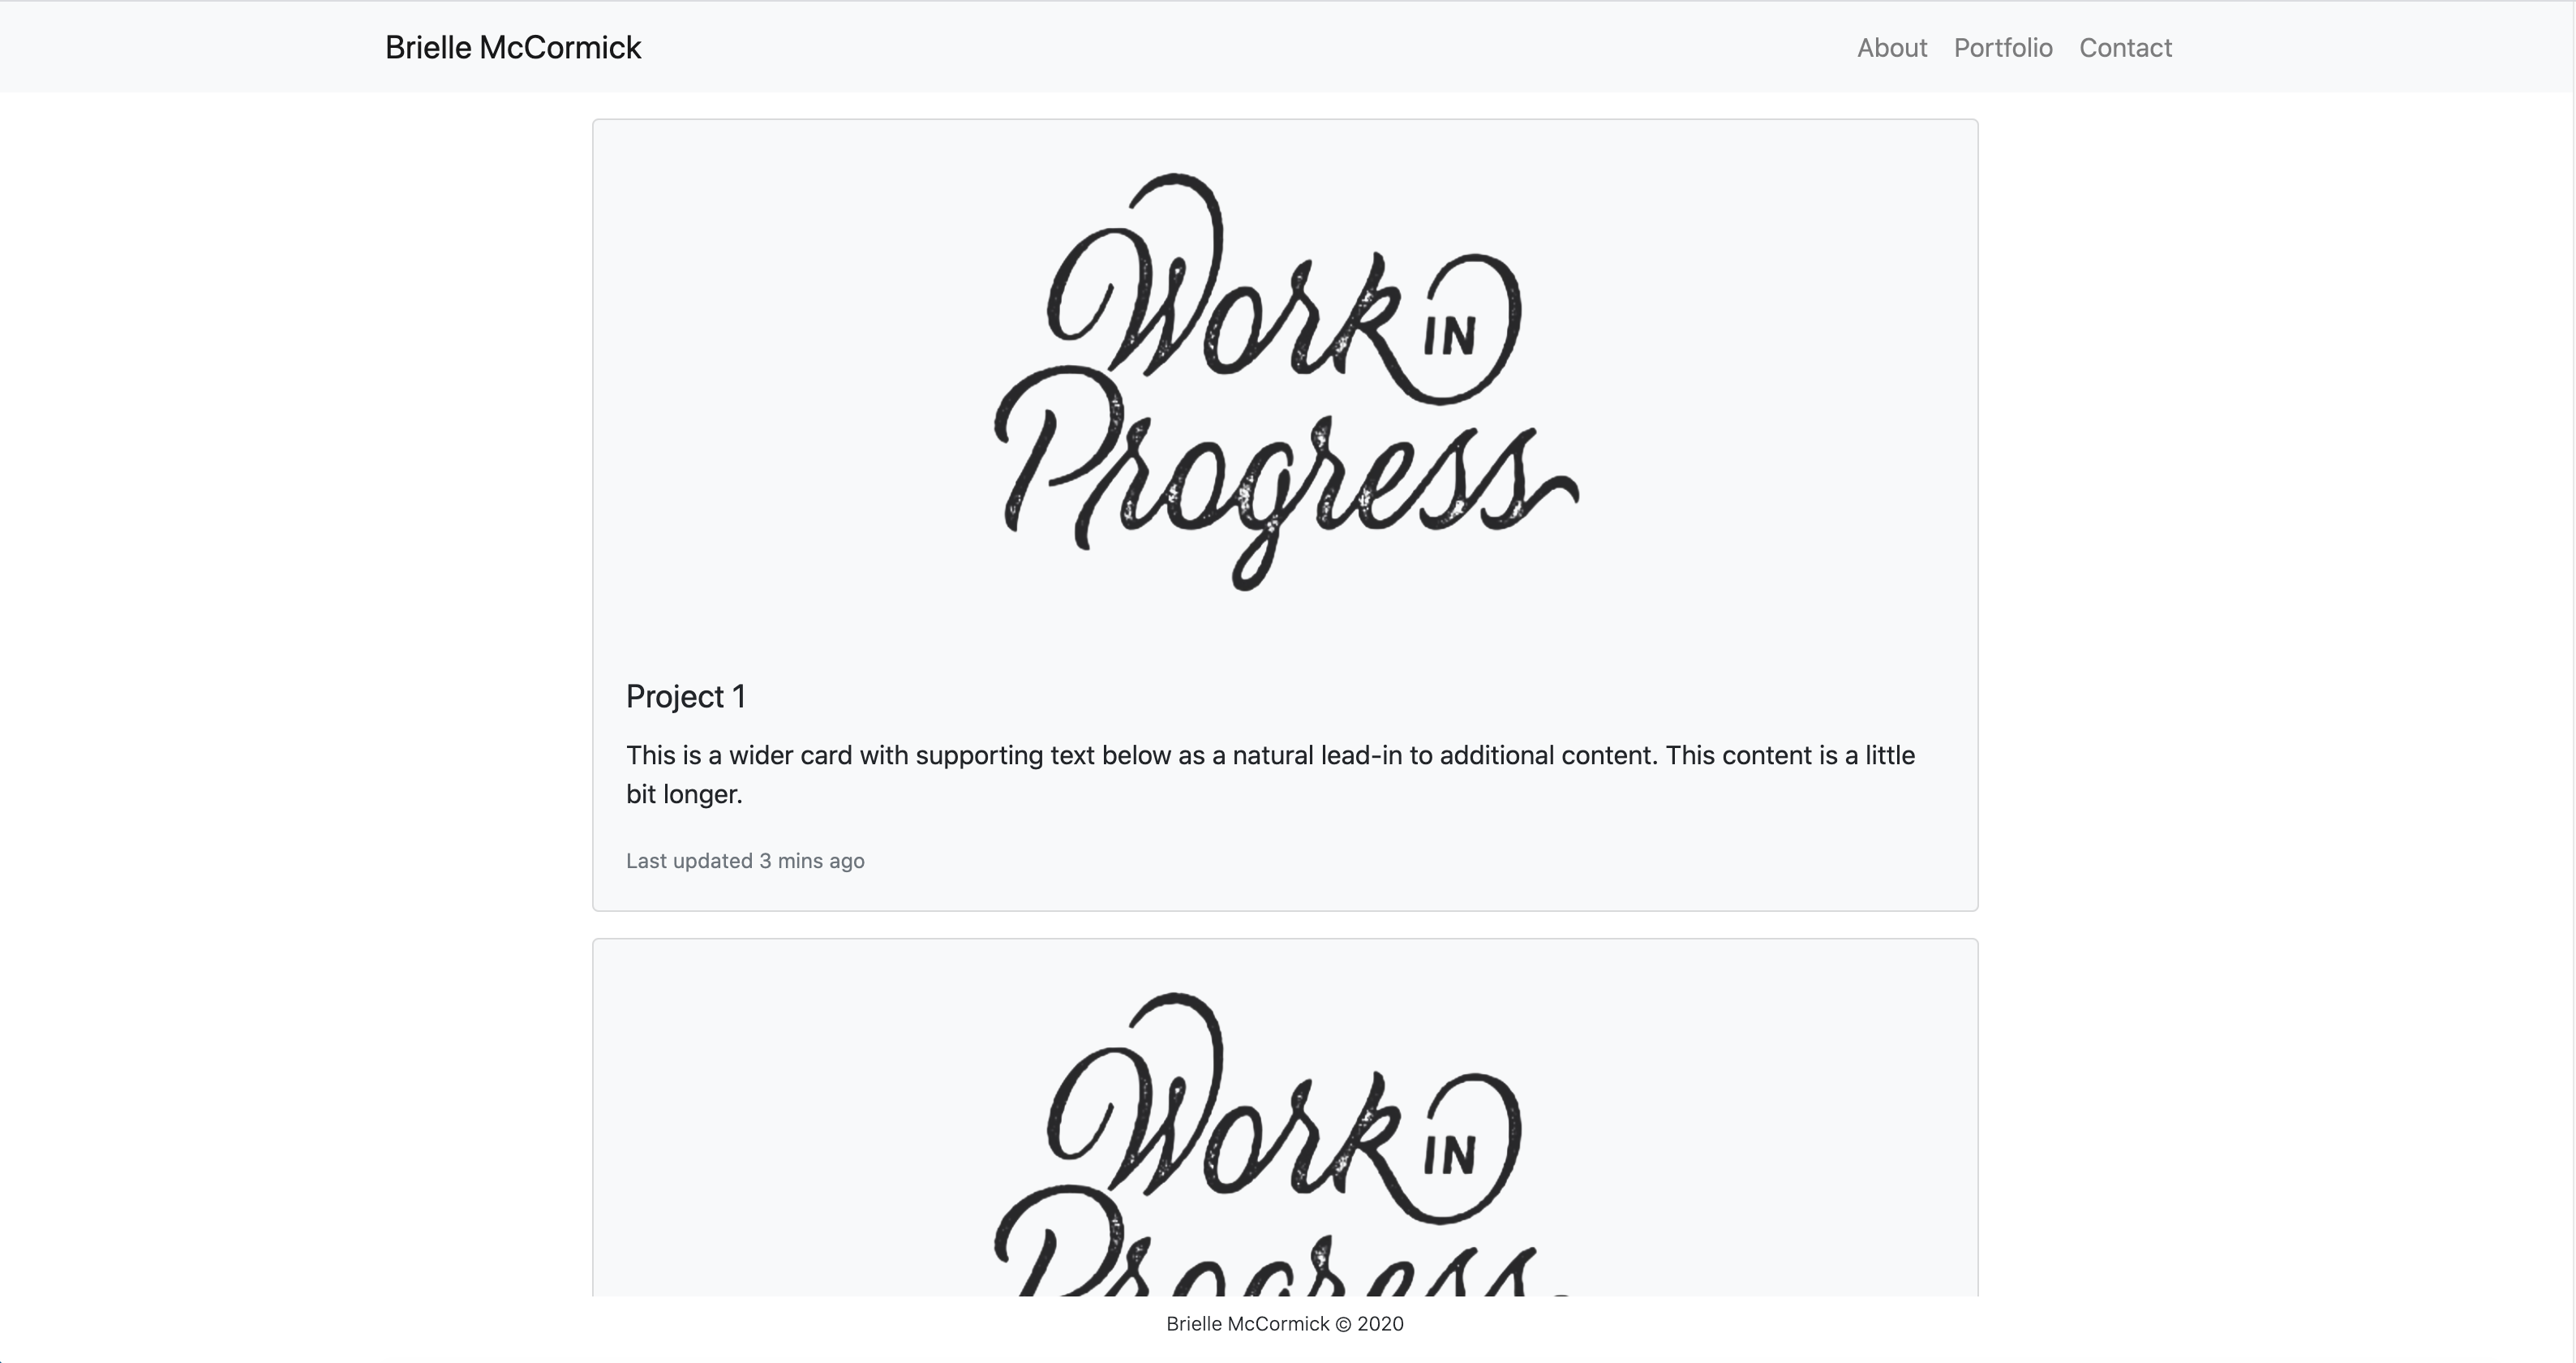 Brielle McCormick
About Portfolio Contact
Work IN
Progress
Project 1
This is a wider card with supporting text below as a natural lead-in to additional content. This content is a little
bit longer.
Last updated 3 mins ago
Work IN
Progress
Brielle McCormick © 2020